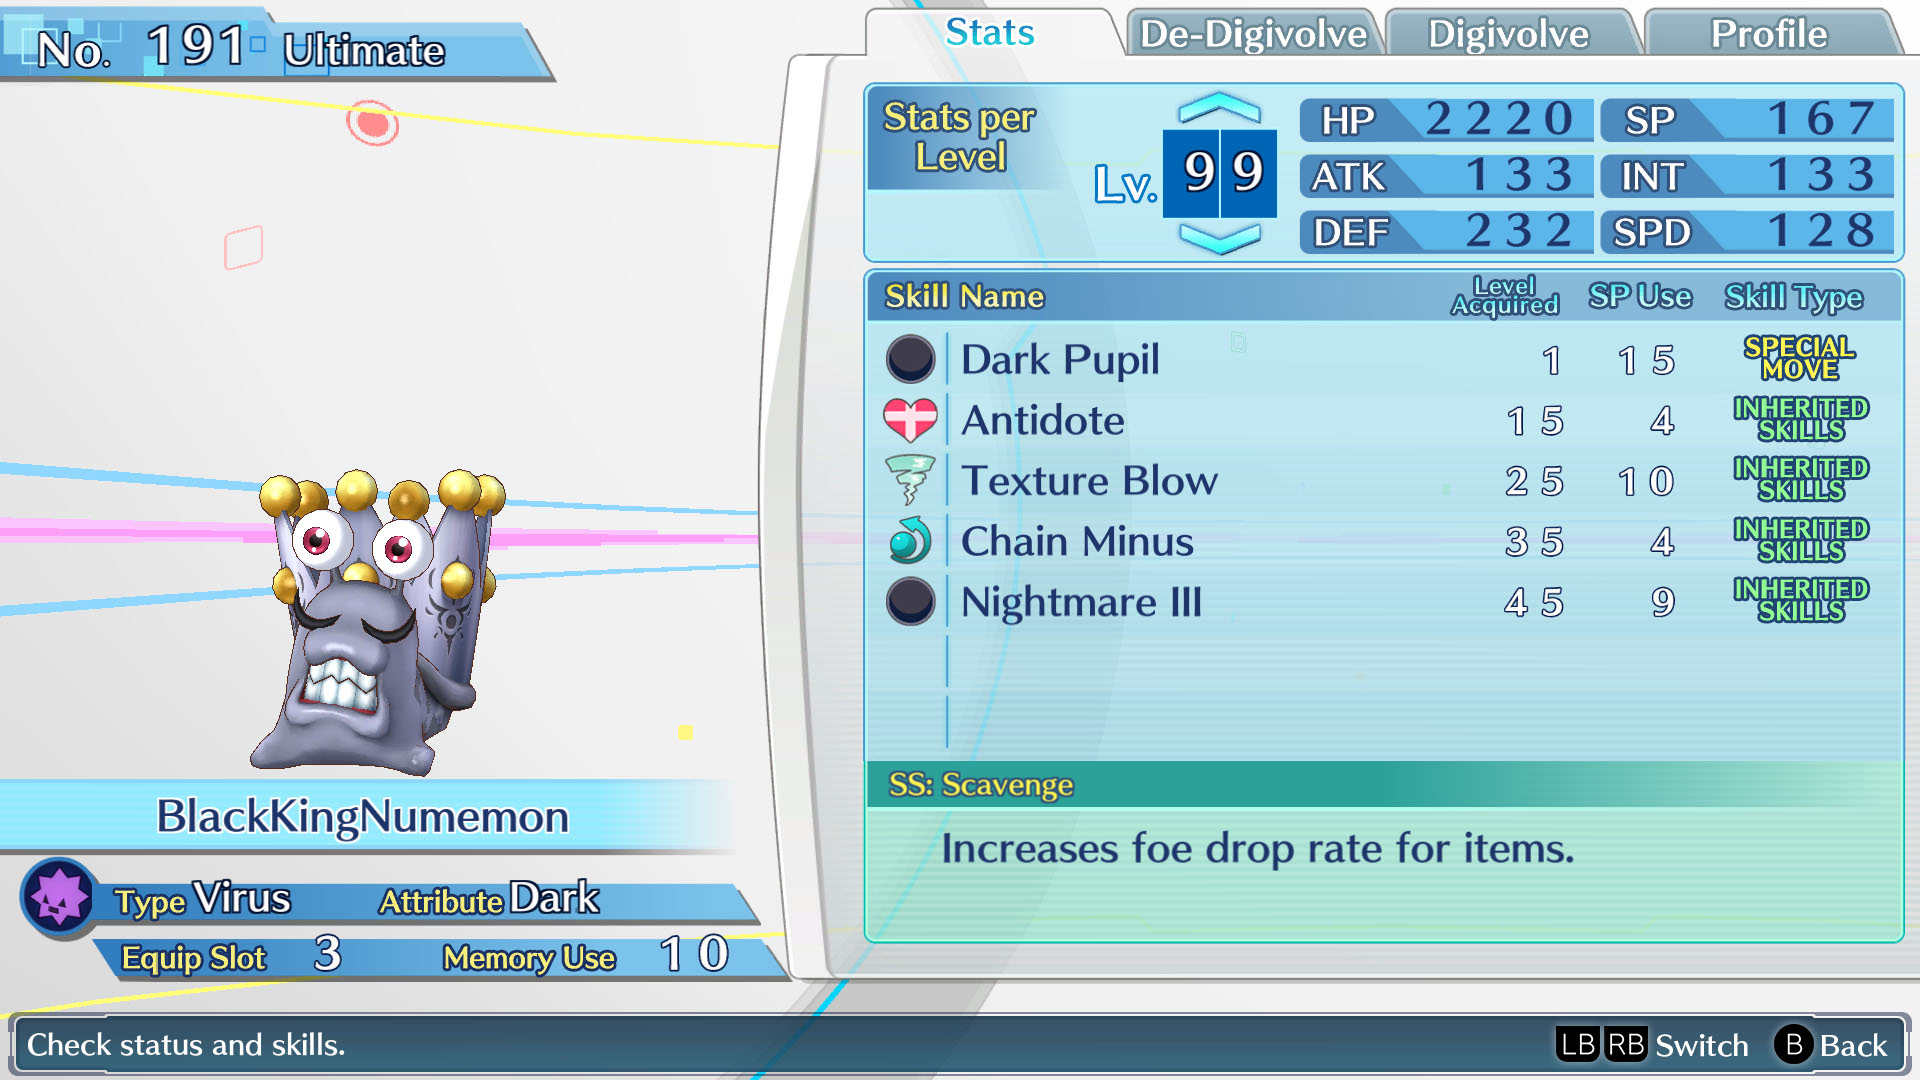 No. 191 Ultimate
Stats
De-Digivolve
Digivolve
Profile
Stats per
Level
Lv. 99
HP 2220
SP 167
ATK 133
INT 133
DEF 232
SPD 128
Skill Name
Level
Acquired
SP Use
Skill Type
Dark Pupil 1 15 SPECIAL
MOVE
Antidote 15 4 INHERITED
SKILLS
Texture Blow 25 10 INHERITED
SKILLS
Chain Minus 35 4 INHERITED
SKILLS
Nightmare III 45 9 INHERITED
SKILLS
SS: Scavenge
Increases foe drop rate for items.
BlackKingNumemon
Type Virus Attribute Dark
Equip Slot 3 Memory Use 10
Check status and skills.
LB RB Switch B Back